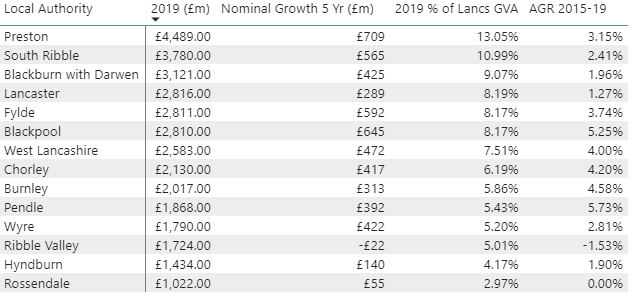 Local Authority 2019 (£m) Nominal Growth 5 Yr (£m) 2019 % of Lancs GVA AGR 2015-19
Preston £4,489.00 £709 13.05% 3.15%
South Ribble £3,780.00 £565 10.99% 2.41%
Blackburn with Darwen £3,121.00 £425 9.07% 1.96%
Lancaster £2,816.00 £289 8.19% 1.27%
Fylde £2,811.00 £592 8.17% 3.74%
Blackpool £2,810.00 £645 8.17% 5.25%
West Lancashire £2,583.00 £472 7.51% 4.00%
Chorley £2,130.00 £417 6.19% 4.20%
Burnley £2,017.00 £313 5.86% 4.58%
Pendle £1,868.00 £392 5.43% 5.73%
Wyre £1,790.00 £422 5.20% 2.81%
Ribble Valley £1,724.00 -£22 5.01% -1.53%
Hyndburn £1,434.00 £140 4.17% 1.90%
Rossendale £1,022.00 £55 2.97% 0.00%